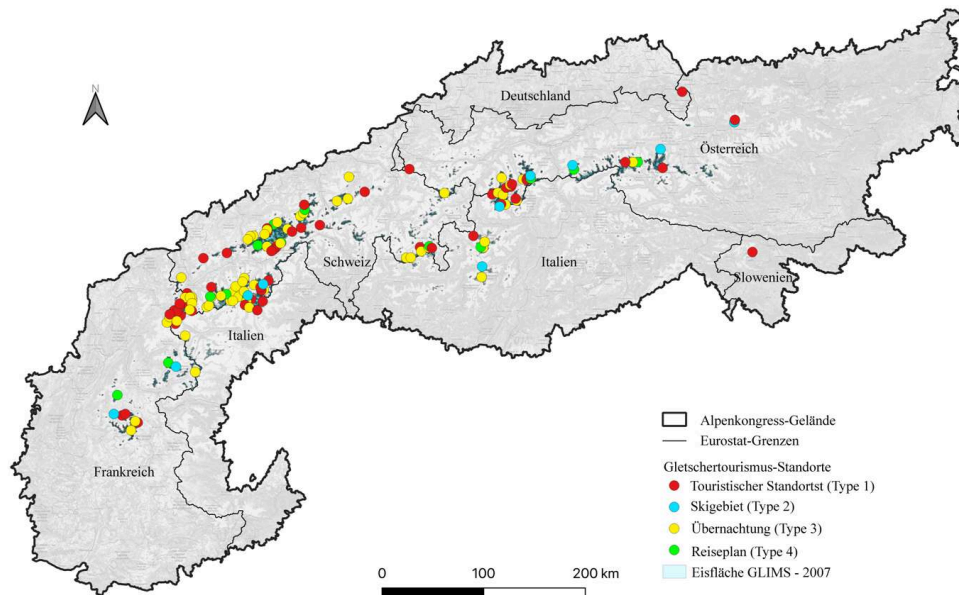 N
Deutschland
Österreich
Schweiz
Italien
Slowenien
Italien
Frankreich
Alpenkongress-Gelände
Eurostat-Grenzen
Gletschertourismus-Standorte
Touristischer Standortst (Type 1)
Skigebiet (Type 2)
Übernachtung (Type 3)
Reiseplan (Type 4)
Eisfläche GLIMS - 2007
0 100 200 km